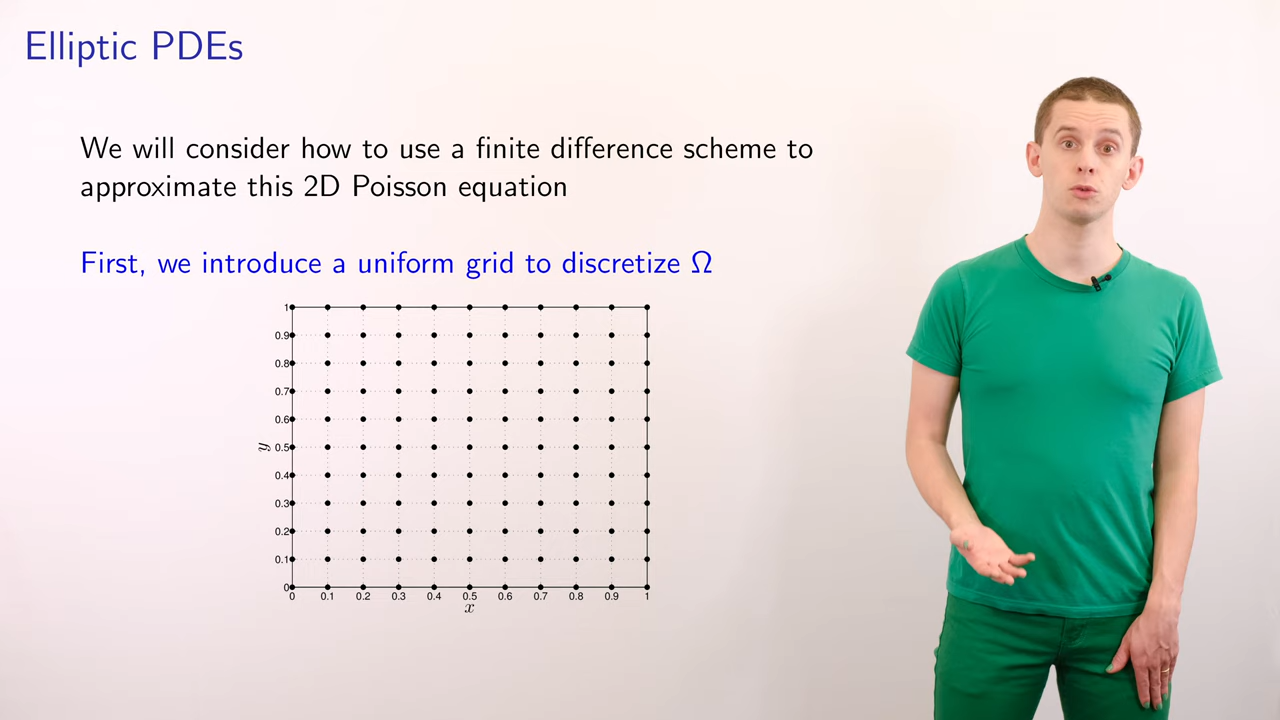 Elliptic PDEs
We will consider how to use a finite difference scheme to
approximate this 2D Poisson equation
First, we introduce a uniform grid to discretize Ω
1
0.9
0.8
0.7
0.6
0.5
0.4
0.3
0.2
0.1
0
y
0 0.1 0.2 0.3 0.4 0.5 0.6 0.7 0.8 0.9 1
x